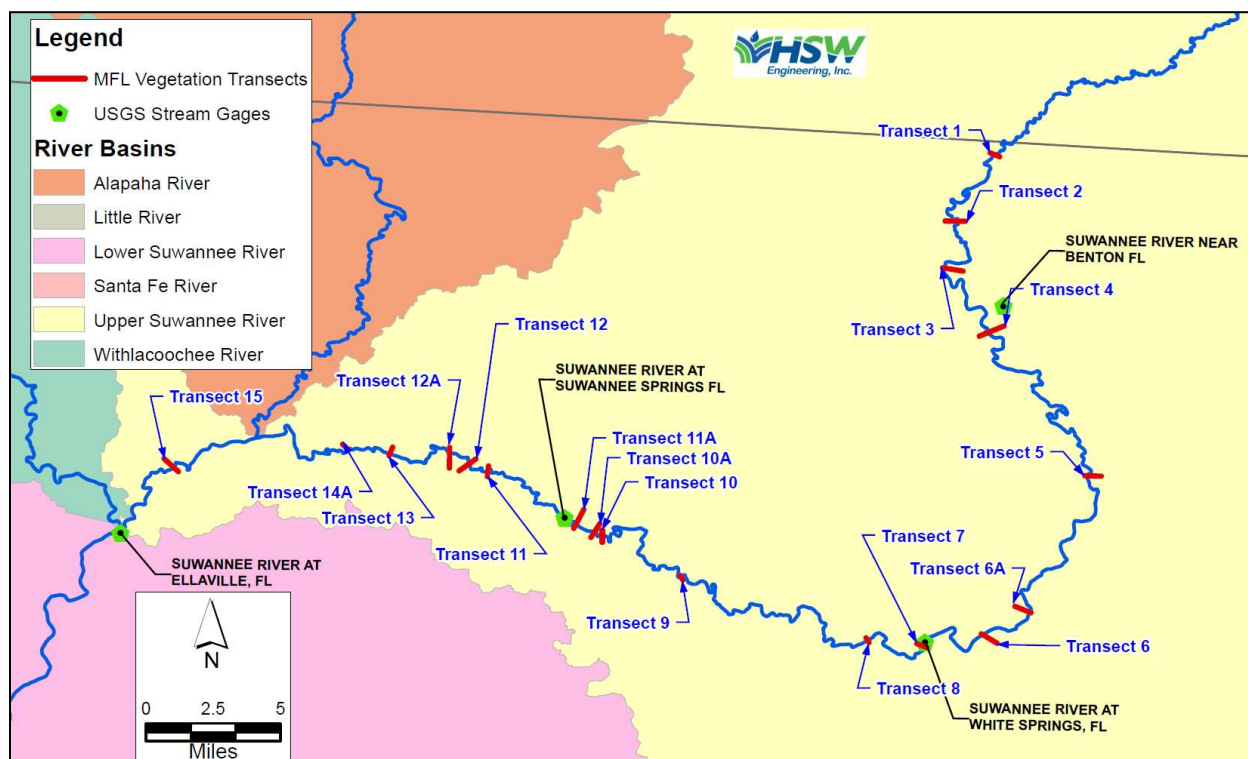 Legend
MFL Vegetation Transects
USGS Stream Gages
River Basins
Alapaha River
Little River
Lower Suwannee River
Santa Fe River
Upper Suwannee River
Withlacoochee River
HSW
Engineering, Inc.
Transect 1
Transect 2
SUWANNEE RIVER NEAR
BENTON FL
Transect 4
Transect 3
Transect 12
Transect 12A
SUWANNEE RIVER AT
SUWANNEE SPRINGS FL
Transect 15
Transect 11A
Transect 10A
Transect 10
Transect 5
Transect 14A
Transect 13
Transect 11
Transect 7
Transect 6A
SUWANNEE RIVER AT
ELLAVILLE, FL
Transect 9
Transect 6
Transect 8
SUWANNEE RIVER AT
WHITE SPRINGS, FL
N
0 2.5 5
Miles